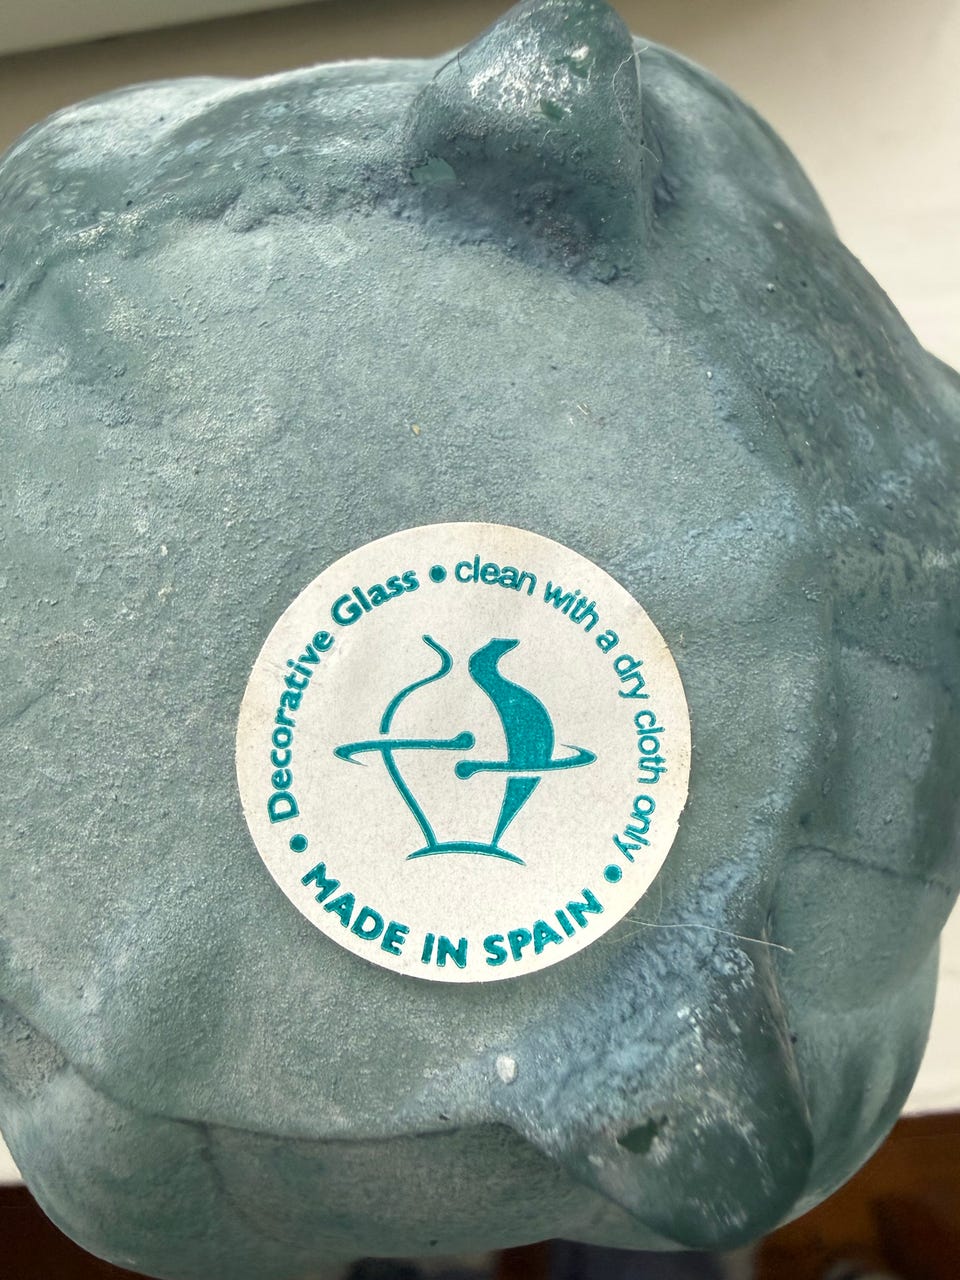 Decorative Glass • clean with a dry cloth only •
MADE IN SPAIN •